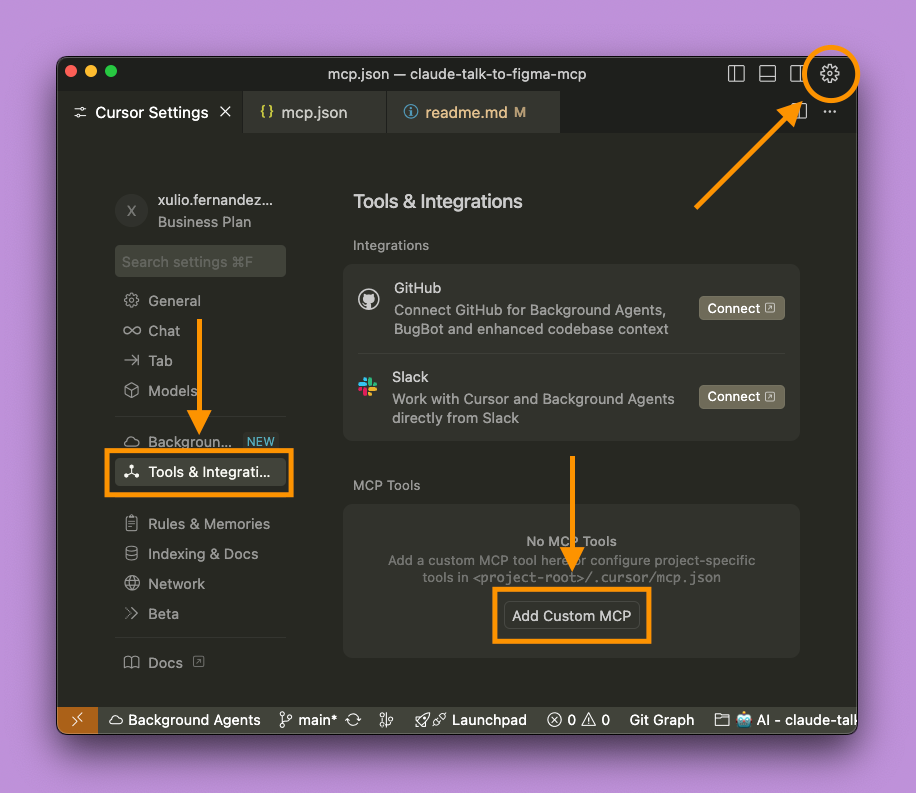 mcp.json — claude-talk-to-figma-mcp
Cursor Settings
mcp.json
readme.md M
X
xulio.fernandez...
Business Plan
Search settings ⌘F
General
Chat
Tab
Models
Backgroun... NEW
Tools & Integrati...
Rules & Memories
Indexing & Docs
Network
Beta
Docs
Tools & Integrations
Integrations
GitHub
Connect GitHub for Background Agents,
BugBot and enhanced codebase context
Connect
Slack
Work with Cursor and Background Agents
directly from Slack
Connect
MCP Tools
No MCP Tools
Add a custom MCP tool here or configure project-specific
tools in <project-root>/.cursor/mcp.json
Add Custom MCP
Background Agents main* Launchpad 0 0 Git Graph AI - claude-talk